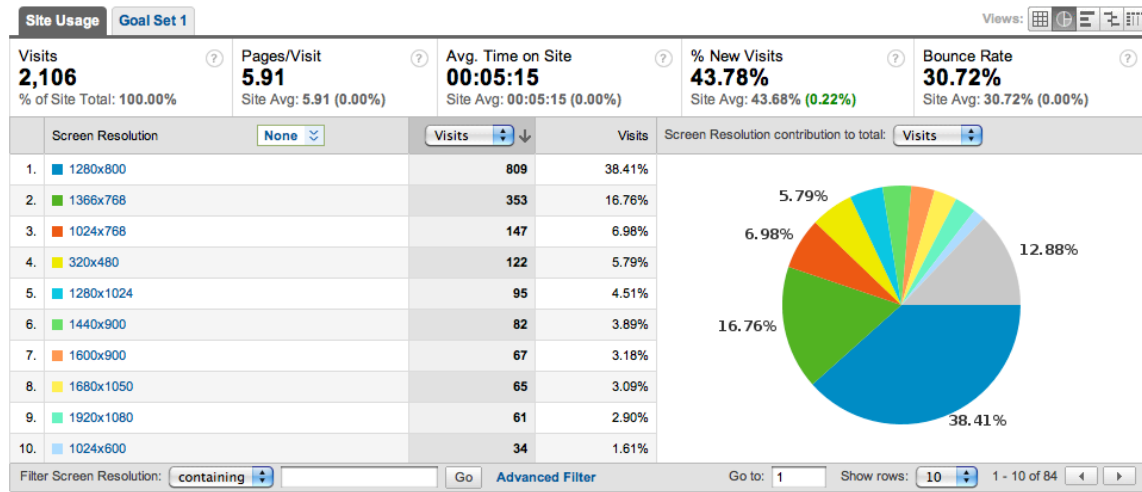 Site Usage Goal Set 1 Views:
Visits Pages/Visit Avg. Time on Site % New Visits Bounce Rate
2,106 5.91 00:05:15 43.78% 30.72%
% of Site Total: 100.00% Site Avg: 5.91 (0.00%) Site Avg: 00:05:15 (0.00%) Site Avg: 43.68% (0.22%) Site Avg: 30.72% (0.00%)
Screen Resolution None Visits Visits Screen Resolution contribution to total: Visits
1. 1280x800 809 38.41%
2. 1366x768 353 16.76%
3. 1024x768 147 6.98%
4. 320x480 122 5.79%
5. 1280x1024 95 4.51%
6. 1440x900 82 3.89%
7. 1600x900 67 3.18%
8. 1680x1050 65 3.09%
9. 1920x1080 61 2.90%
10. 1024x600 34 1.61%
5.79%
6.98%
12.88%
16.76%
38.41%
Filter Screen Resolution: containing Go Advanced Filter Go to: 1 Show rows: 10 1 - 10 of 84